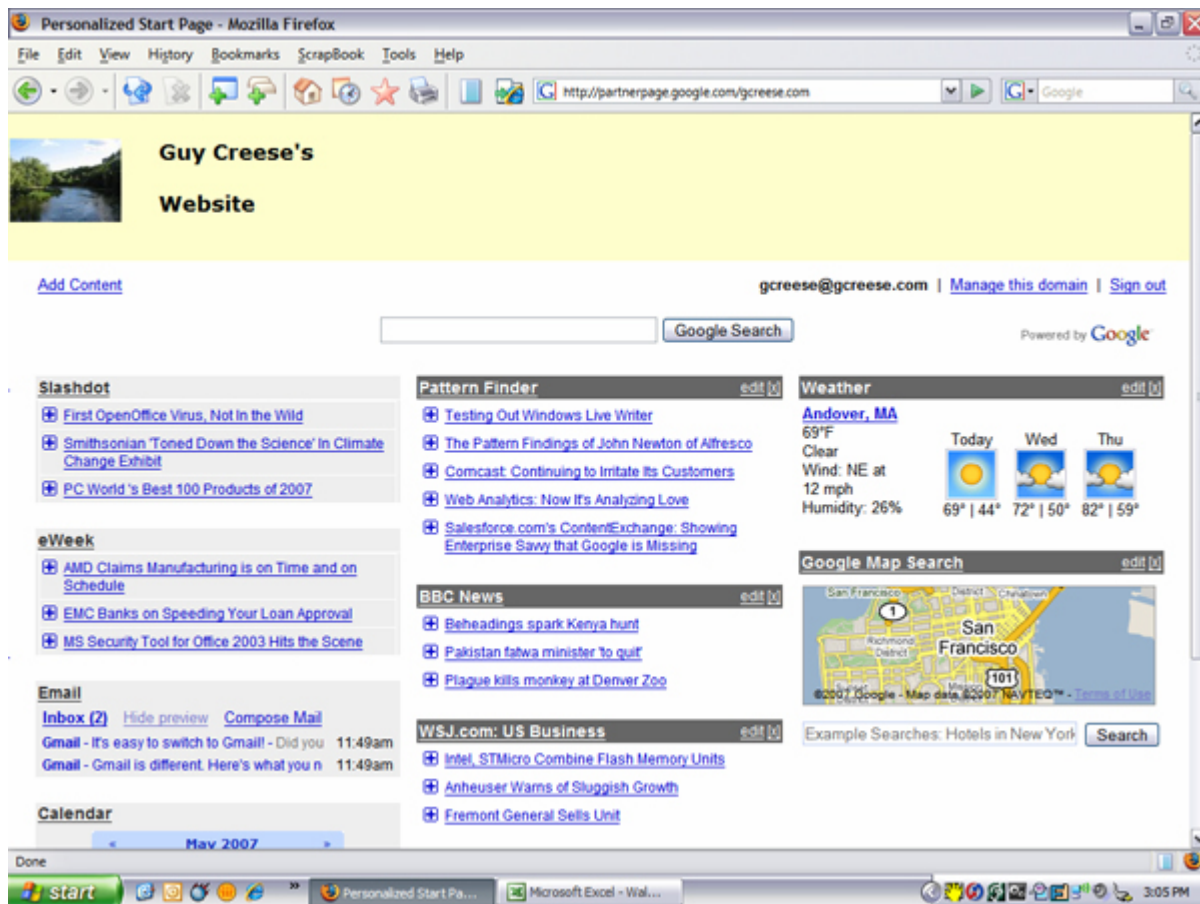 Personalized Start Page - Mozilla Firefox
File Edit View History Bookmarks ScrapBook Tools Help
http://partnerpage.google.com/gcreese.com
Google
Guy Creese's
Website
Add Content
gcreese@gcreese.com | Manage this domain | Sign out
Google Search
Powered by Google
Slashdot
First OpenOffice Virus, Not In the Wild
Smithsonian 'Toned Down the Science' In Climate
Change Exhibit
PC World 's Best 100 Products of 2007
eWeek
AMD Claims Manufacturing is on Time and on
Schedule
EMC Banks on Speeding Your Loan Approval
MS Security Tool for Office 2003 Hits the Scene
Email
Inbox (2) Hide preview Compose Mail
Gmail - It's easy to switch to Gmail! - Did you 11:49am
Gmail - Gmail is different. Here's what you n 11:49am
Calendar
« May 2007 »
Pattern Finder edit [x]
Testing Out Windows Live Writer
The Pattern Findings of John Newton of Alfresco
Comcast: Continuing to Irritate Its Customers
Web Analytics: Now It's Analyzing Love
Salesforce.com's ContentExchange: Showing
Enterprise Savvy that Google is Missing
BBC News edit [x]
Beheadings spark Kenya hunt
Pakistan fatwa minister 'to quit'
Plague kills monkey at Denver Zoo
WSJ.com: US Business edit [x]
Intel, STMicro Combine Flash Memory Units
Anheuser Warns of Sluggish Growth
Fremont General Sells Unit
Weather edit [x]
Andover, MA
69°F
Clear
Wind: NE at
12 mph
Humidity: 26%
Today Wed Thu
69° | 44° 72° | 50° 82° | 59°
Google Map Search edit [x]
San Francisco District Chinatown
1
San
Francisco
Richmond
District
101
©2007 Google - Map data ©2007 NAVTEQ™ - Terms of Use
Example Searches: Hotels in New York
Search
Done
start
Personalized Start Pa...
Microsoft Excel - Wal...
3:05 PM